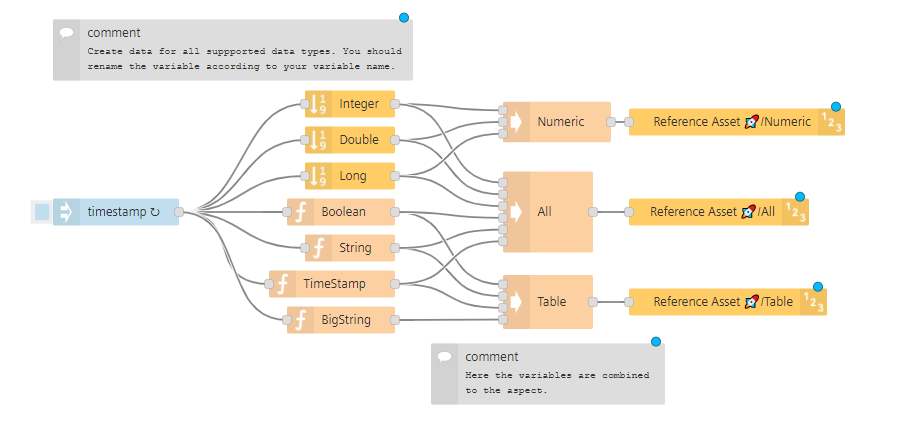 comment
Create data for all suppported data types. You should
rename the variable according to your variable name.
Integer
Double
Long
timestamp ↻
Boolean
String
TimeStamp
BigString
Numeric
All
Table
Reference Asset 🚀/Numeric
Reference Asset 🚀/All
Reference Asset 🚀/Table
comment
Here the variables are combined
to the aspect.